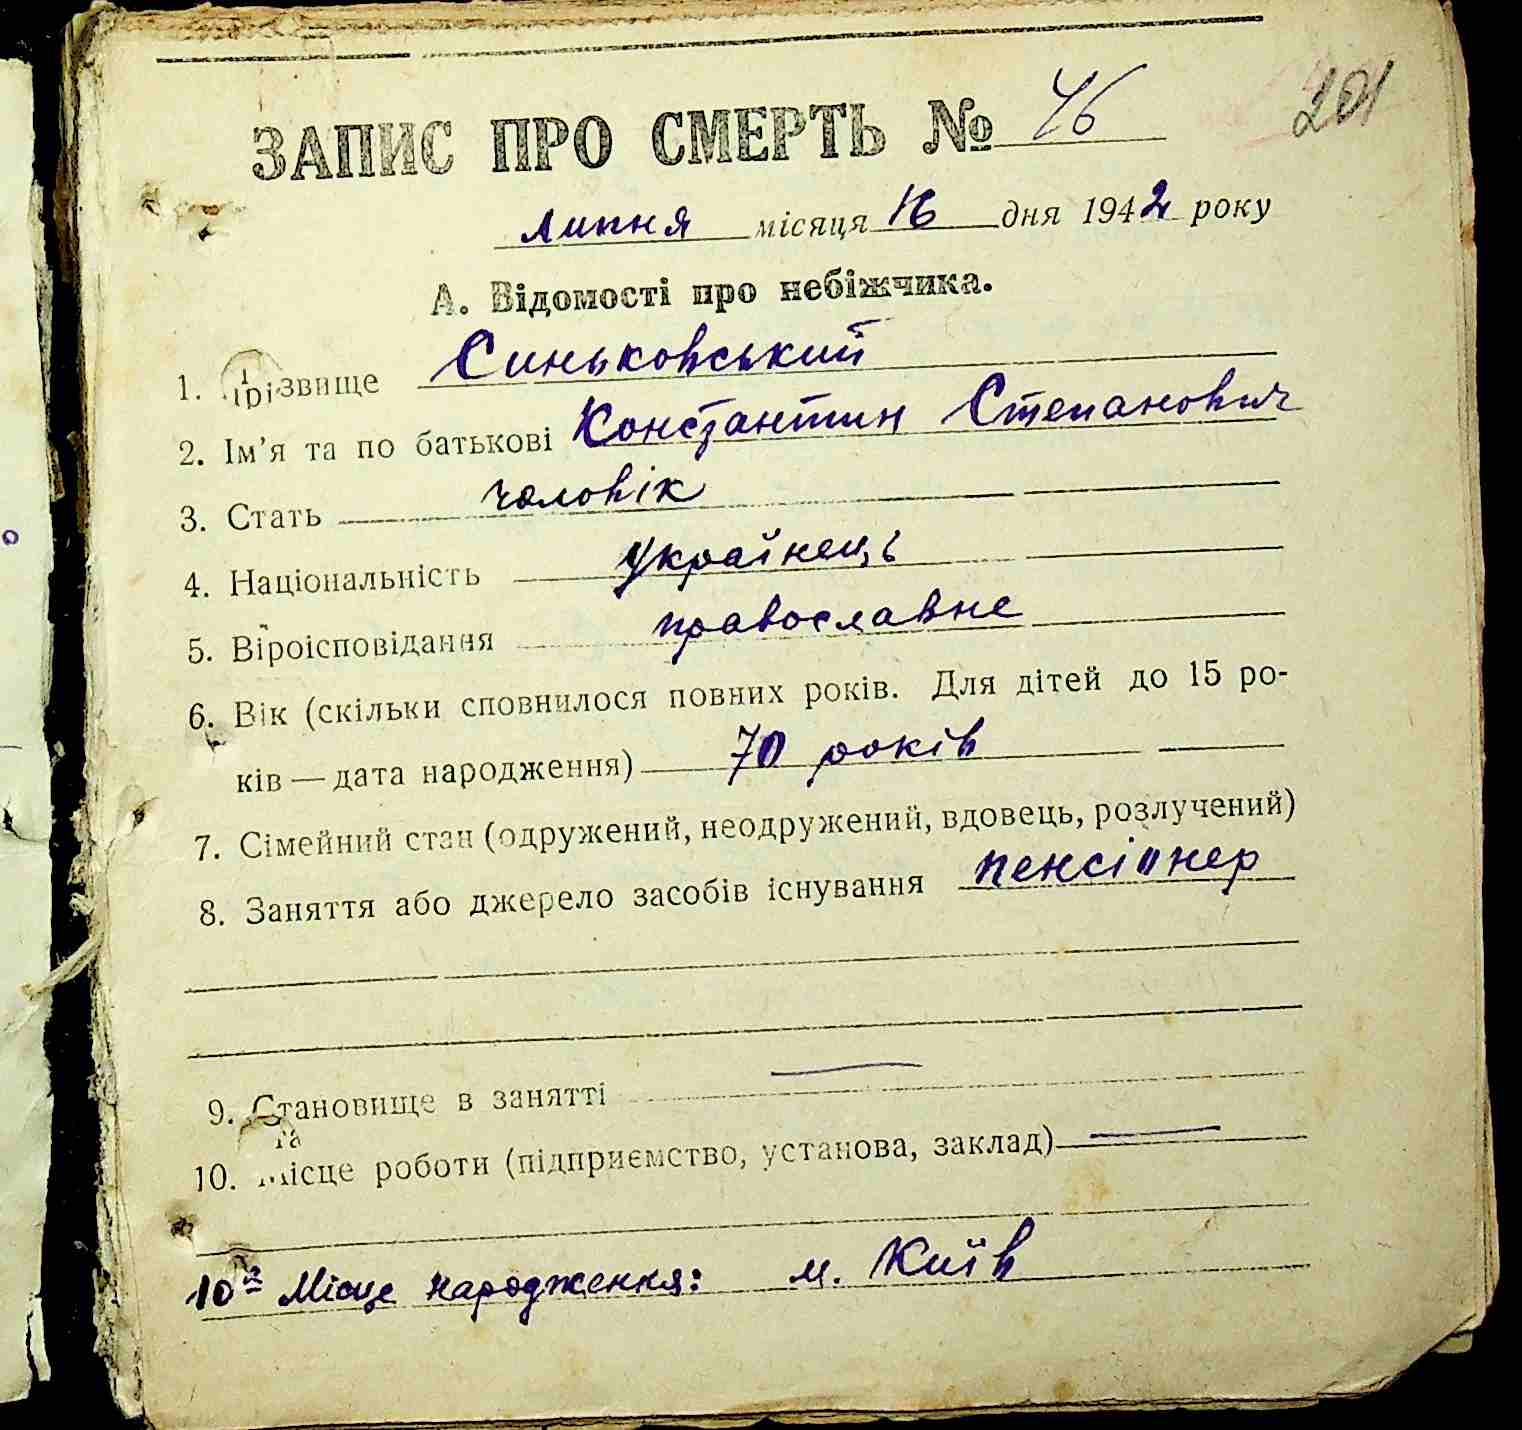 201
ЗАПИС ПРО СМЕРТЬ № 46
липня місяця 16 дня 1942 року
А. Відомості про небіжчика.
1. Прізвище Синьковський
2. Ім'я та по батькові Константин Степанович
3. Стать чоловік
4. Національність українець
5. Віроісповідання православне
6. Вік (скільки сповнилося повних років. Для дітей до 15 ро-
ків — дата народження) 70 років
7. Сімейний стан (одружений, неодружений, вдовець, розлучений)
8. Заняття або джерело засобів існування пенсіонер
9. Становище в занятті —
10. Місце роботи (підприємство, установа, заклад) —
10а Місце народження: м. Київ